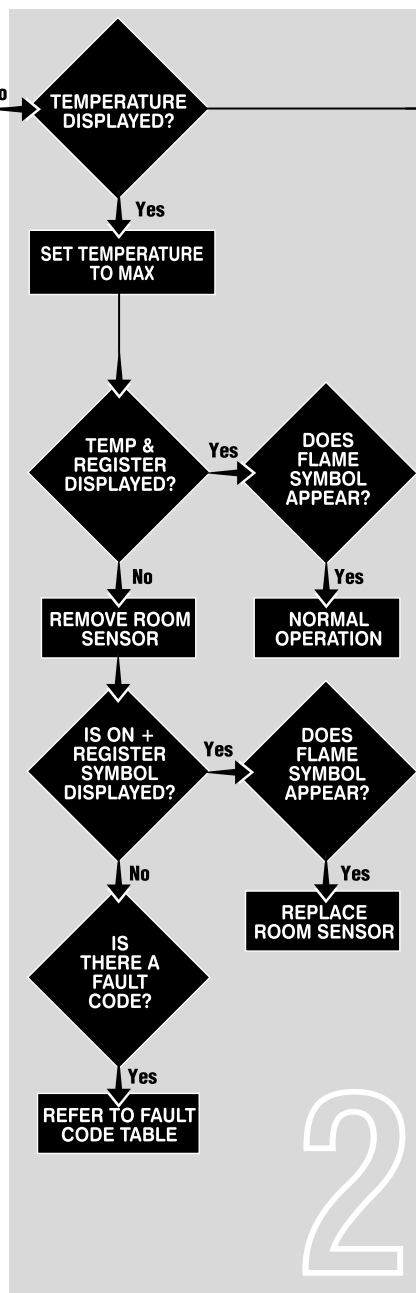 o
TEMPERATURE
DISPLAYED?
Yes
SET TEMPERATURE
TO MAX
TEMP &
REGISTER
DISPLAYED?
Yes
DOES
FLAME
SYMBOL
APPEAR?
No
Yes
REMOVE ROOM
SENSOR
NORMAL
OPERATION
IS ON +
REGISTER
SYMBOL
DISPLAYED?
Yes
DOES
FLAME
SYMBOL
APPEAR?
No
Yes
IS
THERE A
FAULT
CODE?
REPLACE
ROOM SENSOR
Yes
REFER TO FAULT
CODE TABLE
2